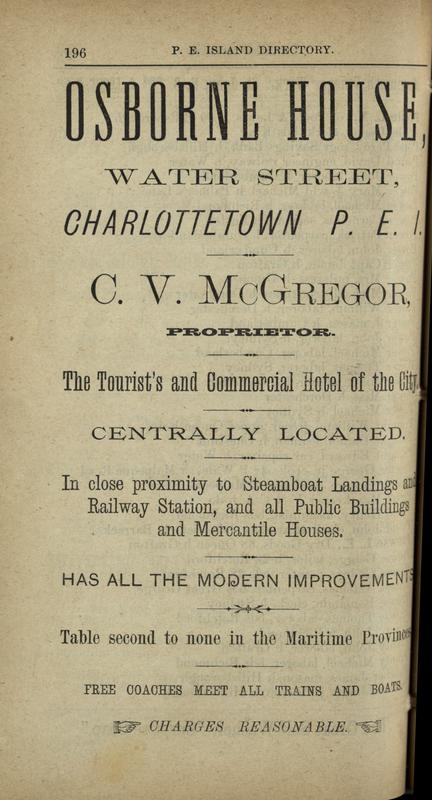 196
P. E. ISLAND DIRECTORY.
OSBORNE HOUSE,
WATER STREET,
CHARLOTTETOWN P. E. I.
C. V. McGREGOR,
PROPRIETOR.
The Tourist's and Commercial Hotel of the City.
CENTRALLY LOCATED.
In close proximity to Steamboat Landings and
Railway Station, and all Public Buildings
and Mercantile Houses.
HAS ALL THE MODERN IMPROVEMENTS
Table second to none in the Maritime Provinces
FREE COACHES MEET ALL TRAINS AND BOATS.
CHARGES REASONABLE.